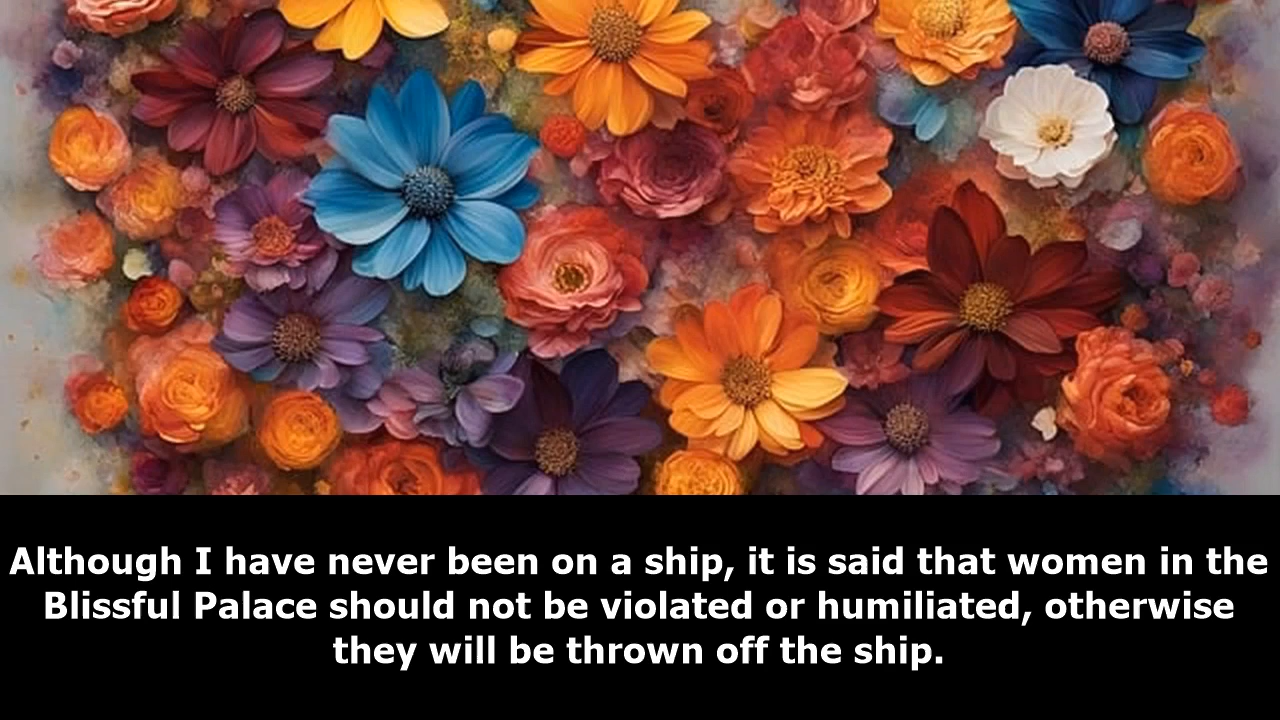 Although I have never been on a ship, it is said that women in the
Blissful Palace should not be violated or humiliated, otherwise
they will be thrown off the ship.